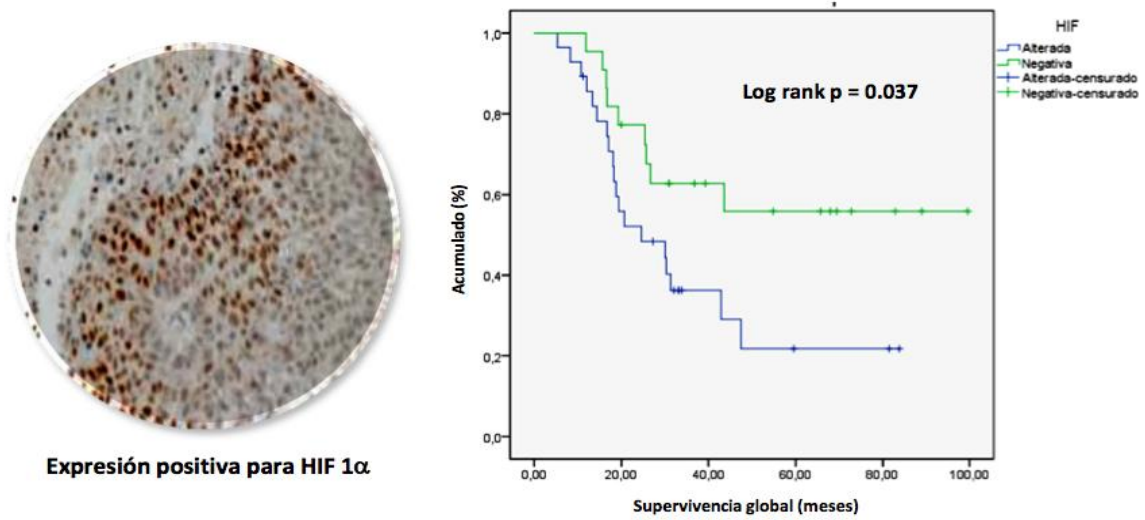 Expresión positiva para HIF 1α
HIF
Alterada
Negativa
Alterada-censurado
Negativa-censurado
Log rank p = 0.037
Acumulado (%)
1,0
0,8
0,6
0,4
0,2
0,0
0,00 20,00 40,00 60,00 80,00 100,00
Supervivencia global (meses)